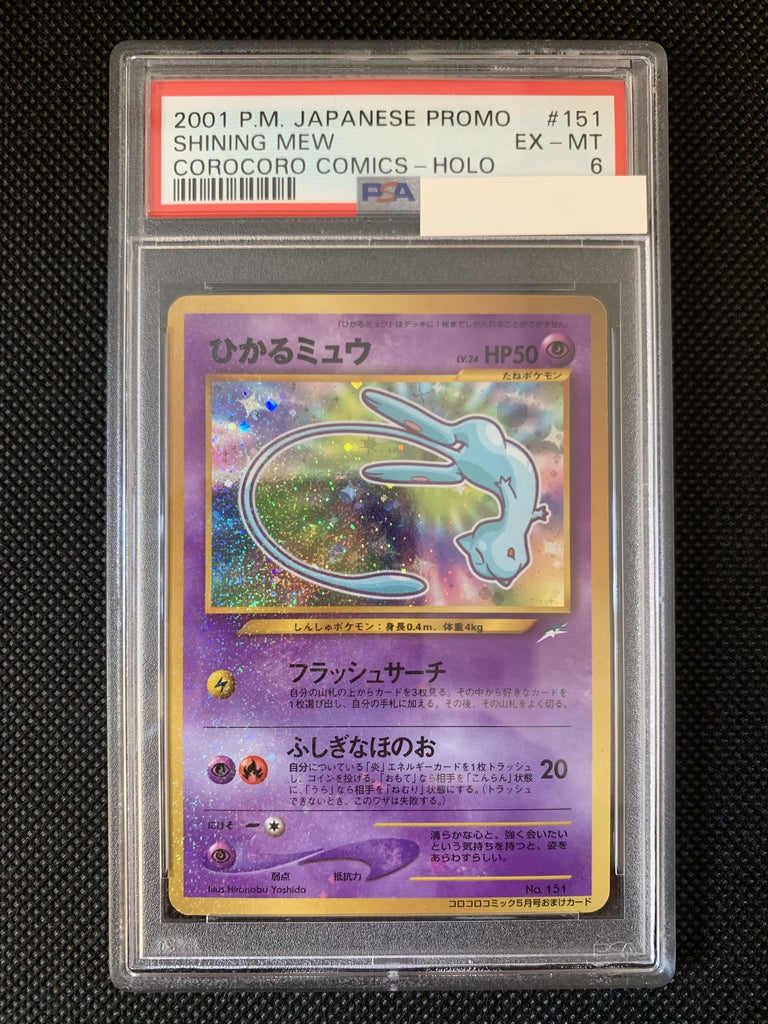 2001 P.M. JAPANESE PROMO #151
SHINING MEW EX - MT
COROCORO COMICS - HOLO 6
PSA
「ひかるミュウ」はデッキに1枚までしか入れることができません。
ひかるミュウ LV.24 HP50
たねポケモン
しんしゅポケモン：身長0.4m、体重4kg
フラッシュサーチ
自分の山札の上からカードを3枚見る。その中から好きなカードを
1枚選び出し、自分の手札に加える。その後、その山札をよく切る。
ふしぎなほのお
自分についている「炎」エネルギーカードを1枚トラッシュ
し、コインを投げる。「おもて」なら相手を「こんらん」状態
に、「うら」なら相手を「ねむり」状態にする。（トラッシュ
できないとき、このワザは失敗する。）
20
にげる
清らかな心と、強く会いたい
という気持ちを持つと、姿を
あらわすらしい。
弱点 抵抗力
Illus.Hironobu Yoshida No. 151
コロコロコミック5月号おまけカード
PSA